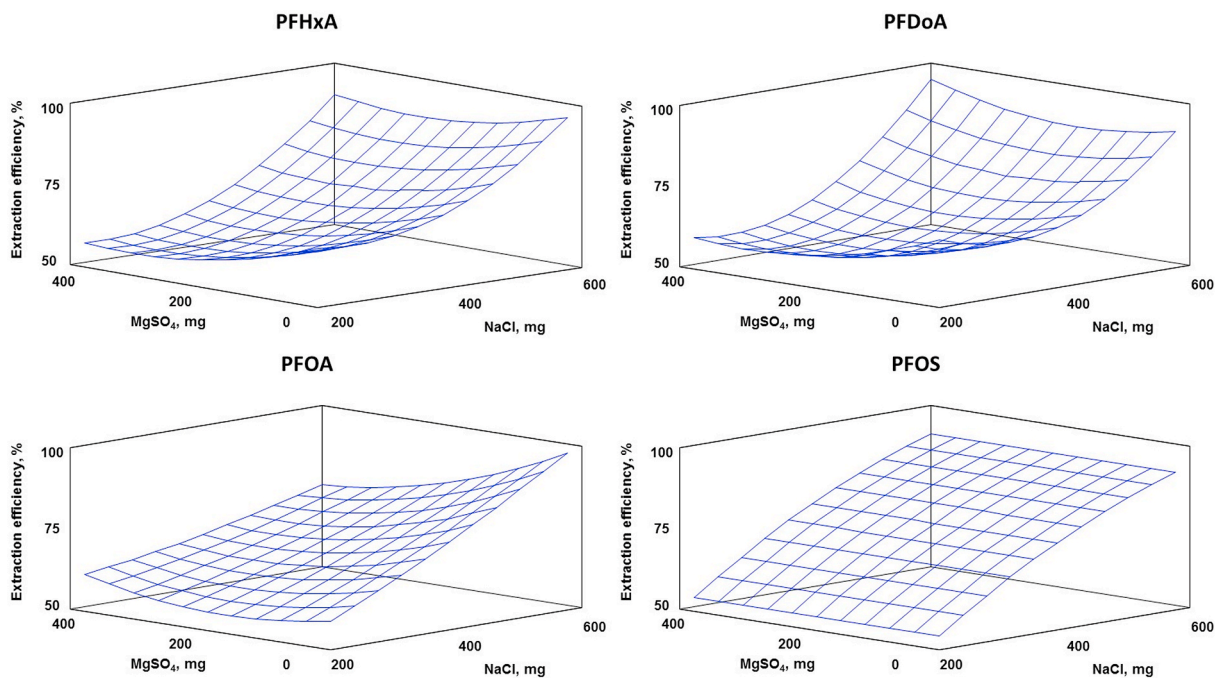 PFHxA
Extraction efficiency, %
100
75
50
400
200
0
MgSO₄, mg
200
400
600
NaCl, mg
PFDoA
Extraction efficiency, %
100
75
50
400
200
0
MgSO₄, mg
200
400
600
NaCl, mg
PFOA
Extraction efficiency, %
100
75
50
400
200
0
MgSO₄, mg
200
400
600
NaCl, mg
PFOS
Extraction efficiency, %
100
75
50
400
200
0
MgSO₄, mg
200
400
600
NaCl, mg